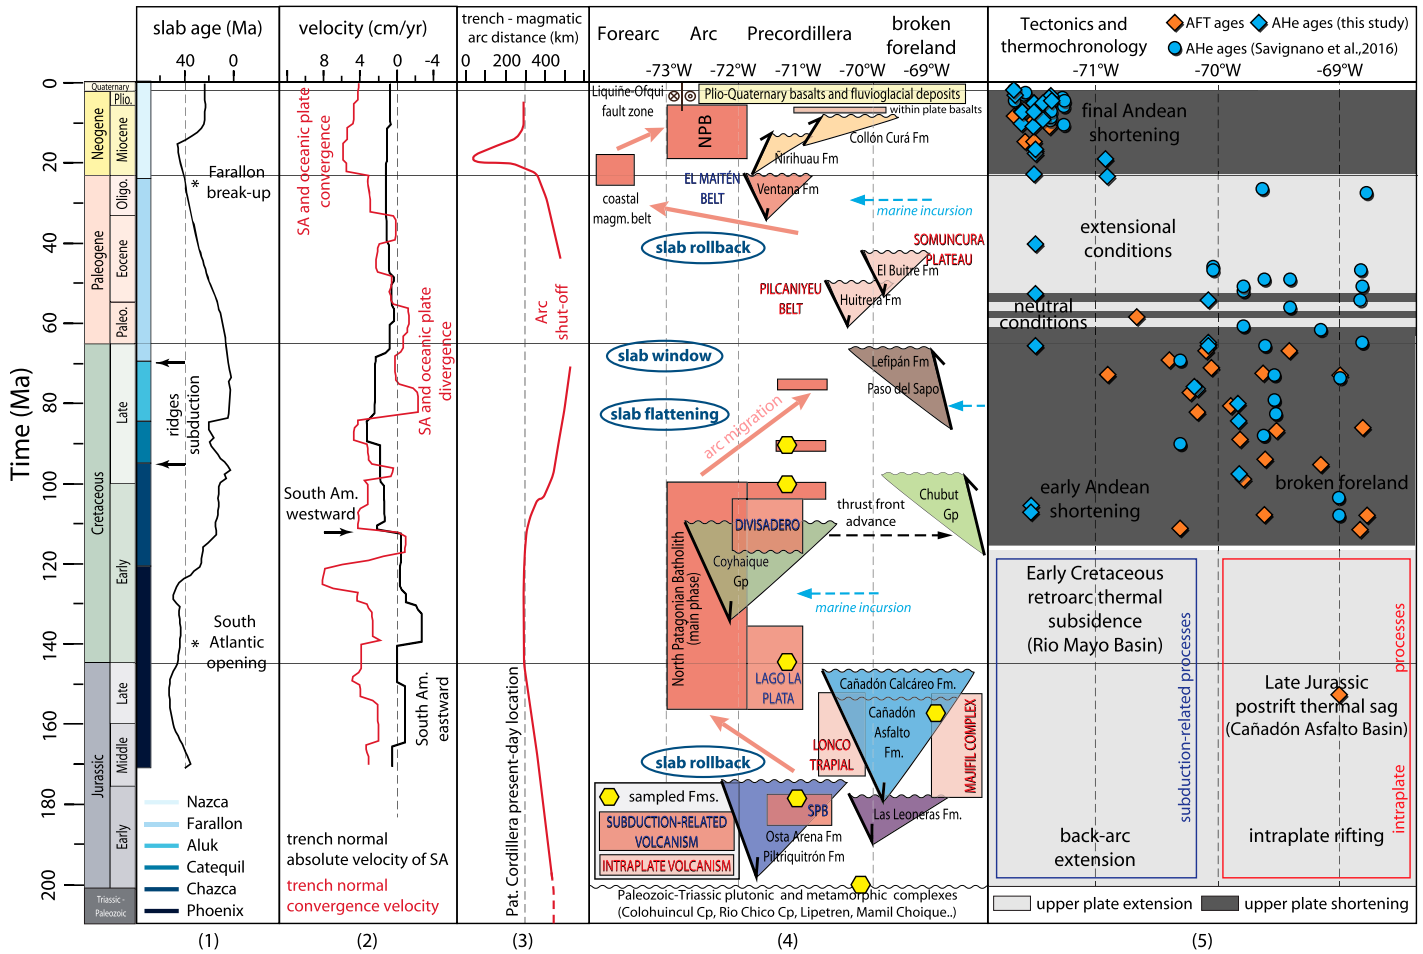 slab age (Ma)
40
0
velocity (cm/yr)
8
4
0
-4
trench - magmatic
arc distance (km)
0
200
400
Forearc
Arc
Precordillera
broken
foreland
-73°W
-72°W
-71°W
-70°W
-69°W
Tectonics and
thermochronology
AFT ages
AHe ages (this study)
AHe ages (Savignano et al.,2016)
-71°W
-70°W
-69°W
Time (Ma)
0
20
40
60
80
100
120
140
160
180
200
Quaternary
Neogene
Plio.
Miocene
Paleogene
Oligo.
Eocene
Paleo.
Cretaceous
Late
Early
Jurassic
Late
Middle
Early
Triassic -
Paleozoic
* Farallon
break-up
ridges
subduction
South
* Atlantic
opening
Nazca
Farallon
Aluk
Catequil
Chazca
Phoenix
(1)
SA and oceanic plate
convergence
SA and oceanic plate
divergence
South Am.
westward
South Am.
eastward
trench normal
absolute velocity of SA
trench normal
convergence velocity
(2)
Arc
shut-off
Pat. Cordillera present-day location
(3)
Liquiñe-Ofqui
fault zone
Plio-Quaternary basalts and fluvioglacial deposits
within plate basalts
NPB
Collón Curá Fm
Ñirihuau Fm
coastal
magm. belt
EL MAITÉN
BELT
Ventana Fm
marine incursion
slab rollback
SOMUNCURA
PLATEAU
El Buitre Fm
PILCANIYEU
BELT
Huitrera Fm
slab window
Lefipán Fm
Paso del Sapo
slab flattening
arc migration
Chubut
Gp
thrust front
advance
DIVISADERO
Coyhaique
Gp
North Patagonian Batholith
(main phase)
marine incursion
LAGO LA
PLATA
Cañadón Calcáreo Fm.
Cañadón
Asfalto
Fm.
LONCO
TRAPIAL
MAJIFIL COMPLEX
slab rollback
sampled Fms.
SUBDUCTION-RELATED
VOLCANISM
INTRAPLATE VOLCANISM
SPB
Osta Arena Fm
Piltriquitrón Fm
Las Leoneras Fm.
Paleozoic-Triassic plutonic and metamorphic complexes
(Colohuincul Cp, Rio Chico Cp, Lipetren, Mamil Choique..)
(4)
final Andean
shortening
extensional
conditions
neutral
conditions
early Andean
shortening
broken foreland
Early Cretaceous
retroarc thermal
subsidence
(Rio Mayo Basin)
back-arc
extension
subduction-related processes
Late Jurassic
postrift thermal sag
(Cañadón Asfalto Basin)
intraplate rifting
intraplate
processes
upper plate extension
upper plate shortening
(5)